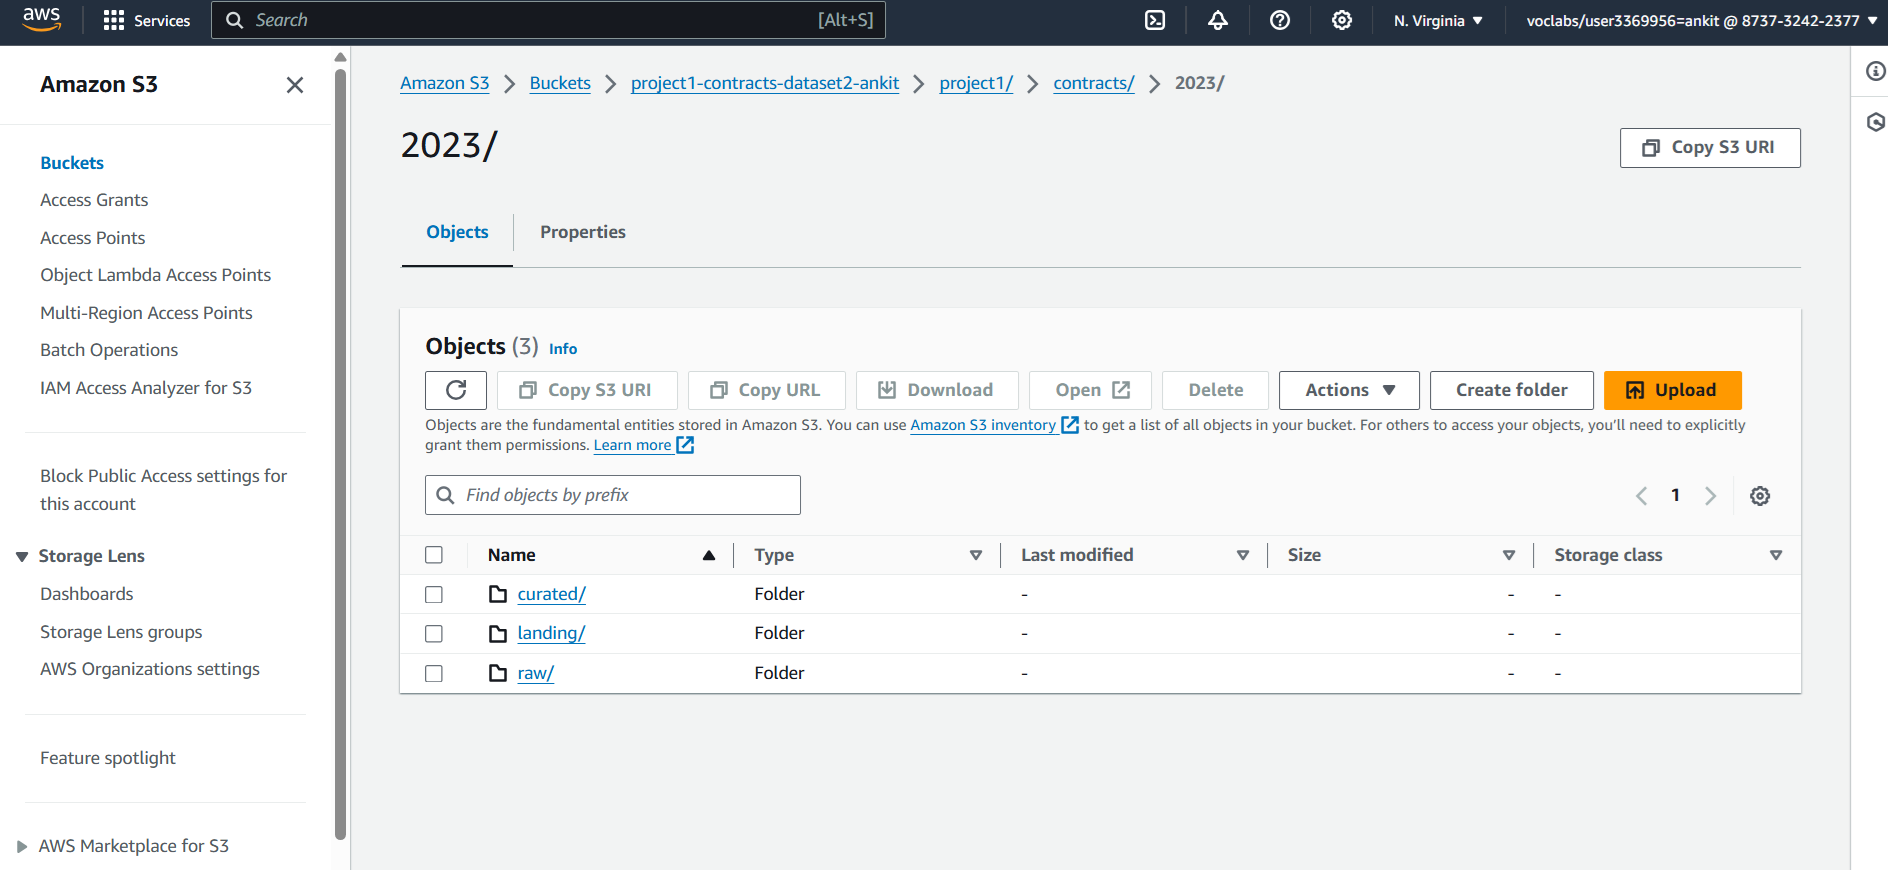 aws Services Search [Alt+S] N. Virginia voclabs/user3369956=ankit @ 8737-3242-2377
Amazon S3
Buckets
Access Grants
Access Points
Object Lambda Access Points
Multi-Region Access Points
Batch Operations
IAM Access Analyzer for S3
Block Public Access settings for
this account
Storage Lens
Dashboards
Storage Lens groups
AWS Organizations settings
Feature spotlight
AWS Marketplace for S3
Amazon S3 Buckets project1-contracts-dataset2-ankit project1/ contracts/ 2023/
2023/
Copy S3 URI
Objects Properties
Objects (3) Info
Copy S3 URI Copy URL Download Open Delete Actions Create folder Upload
Objects are the fundamental entities stored in Amazon S3. You can use Amazon S3 inventory to get a list of all objects in your bucket. For others to access your objects, you’ll need to explicitly
grant them permissions. Learn more
Find objects by prefix
1
Name Type Last modified Size Storage class
curated/ Folder - - -
landing/ Folder - - -
raw/ Folder - - -